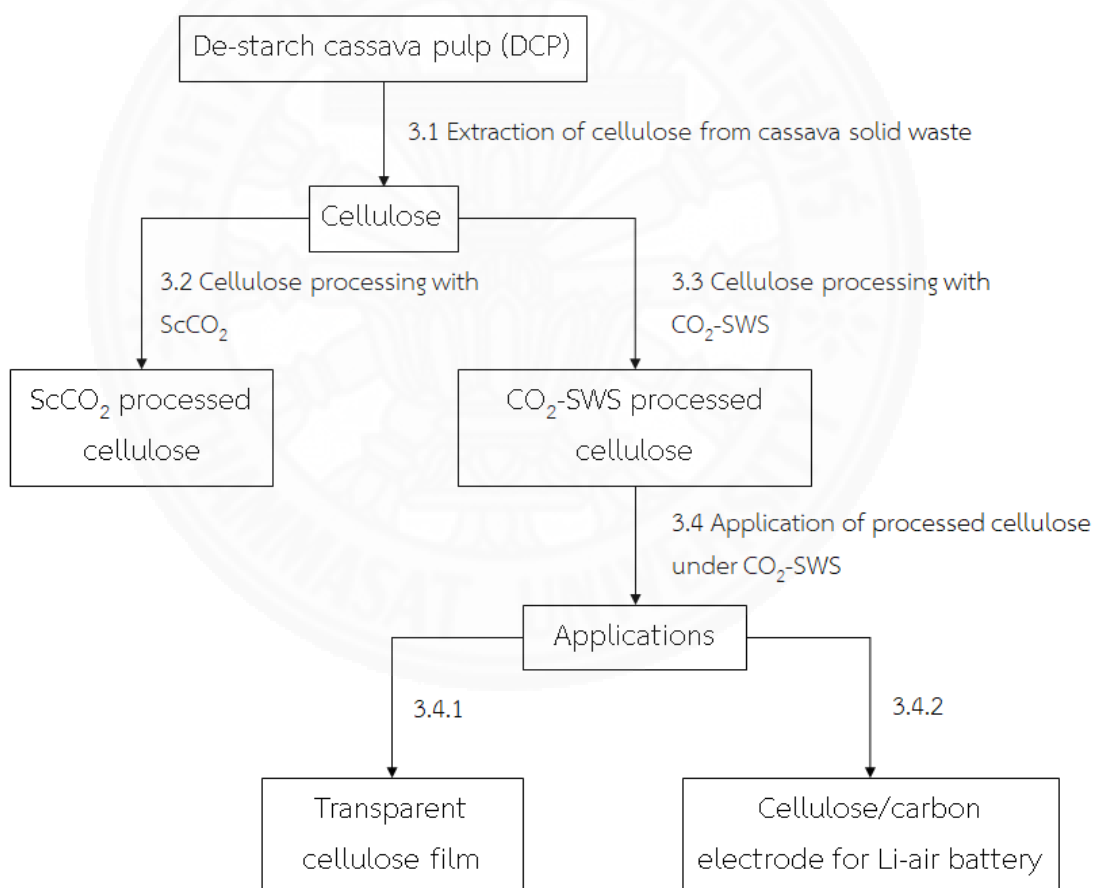 De-starch cassava pulp (DCP)
3.1 Extraction of cellulose from cassava solid waste
Cellulose
3.2 Cellulose processing with
ScCO₂
3.3 Cellulose processing with
CO₂-SWS
ScCO₂ processed
cellulose
CO₂-SWS processed
cellulose
3.4 Application of processed cellulose
under CO₂-SWS
Applications
3.4.1
3.4.2
Transparent
cellulose film
Cellulose/carbon
electrode for Li-air battery
THAMMASAT UNIVERSITY